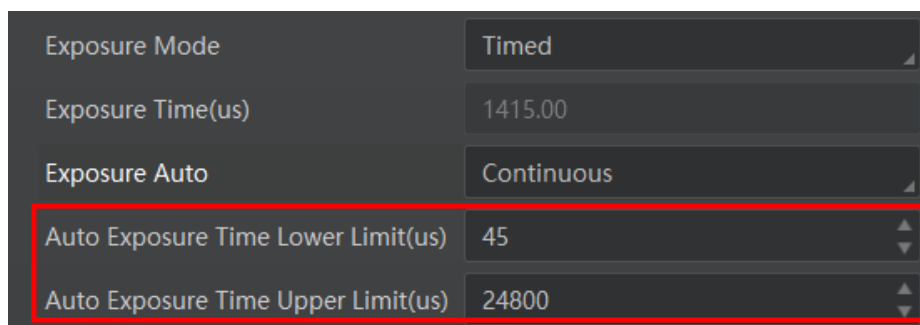 Exposure Mode Timed
Exposure Time(us) 1415.00
Exposure Auto Continuous
Auto Exposure Time Lower Limit(us) 45
Auto Exposure Time Upper Limit(us) 24800